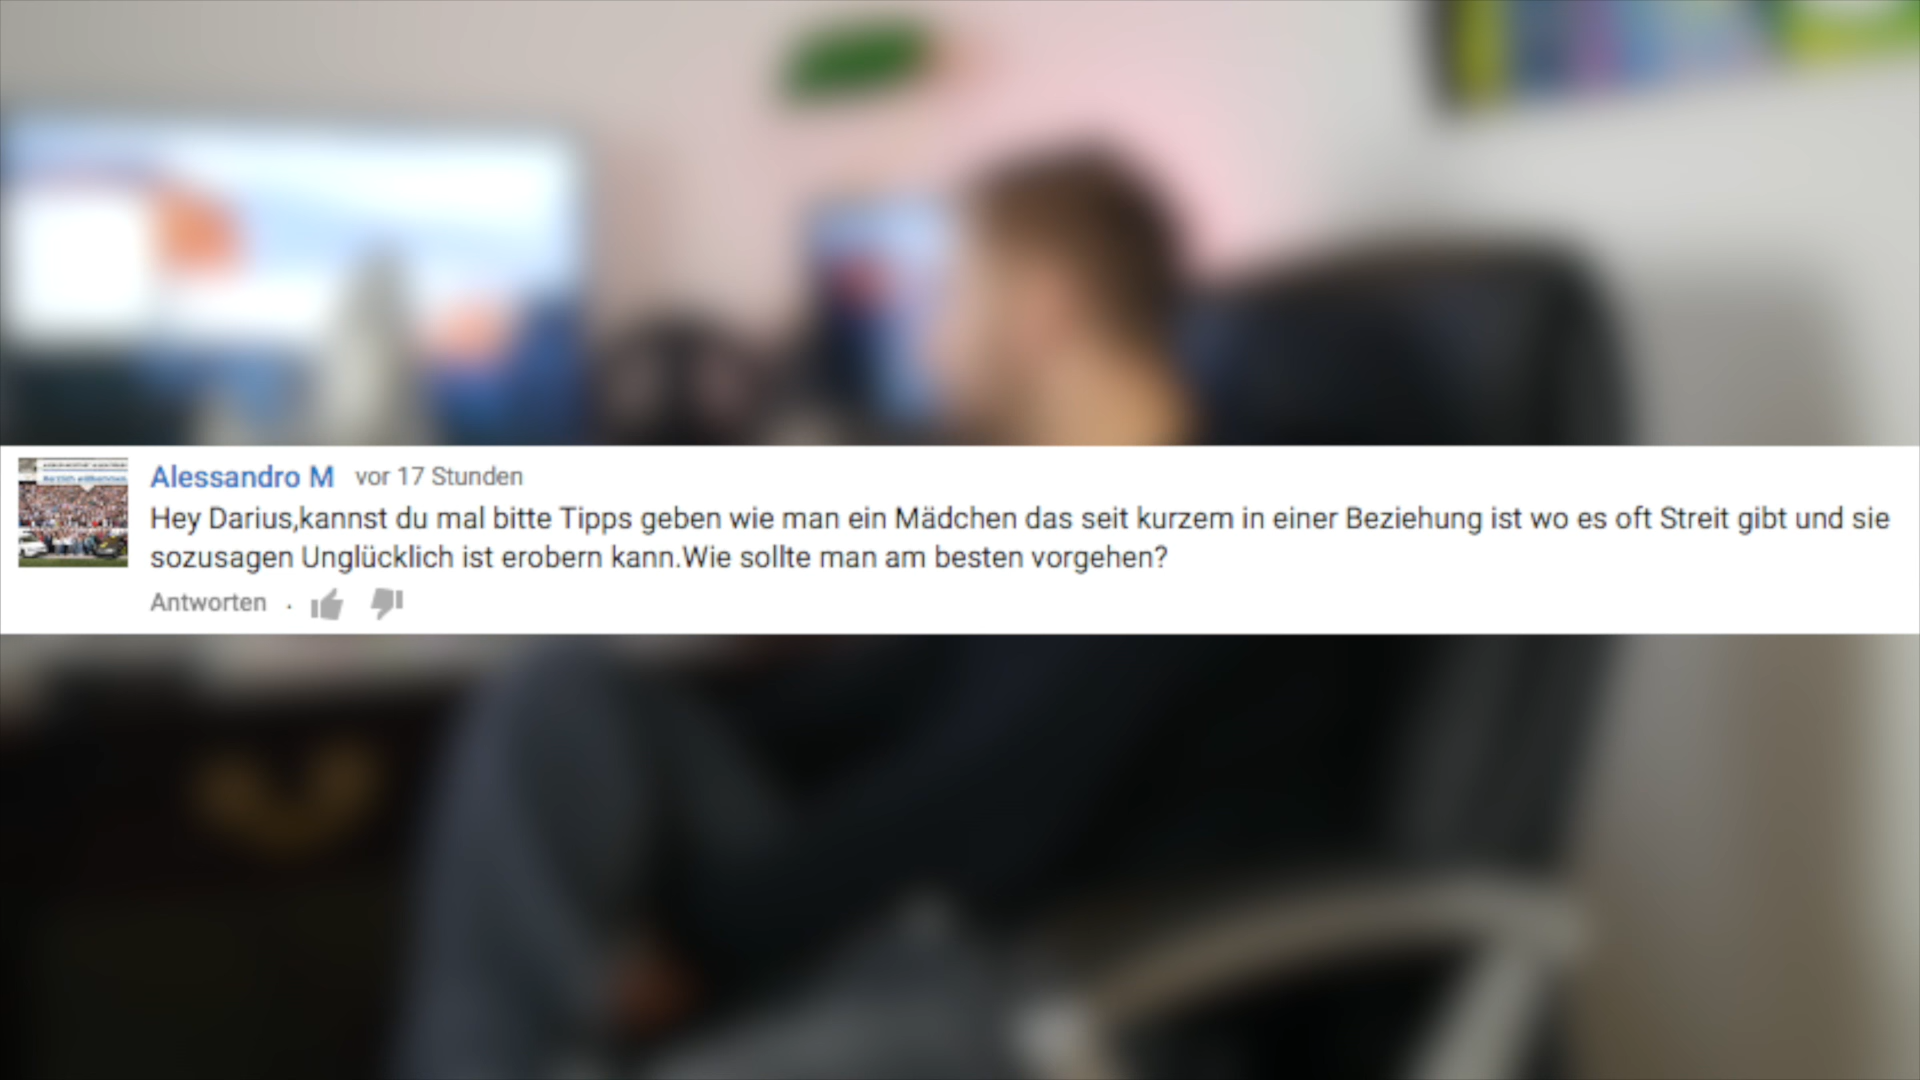 Alessandro M vor 17 Stunden
Hey Darius,kannst du mal bitte Tipps geben wie man ein Mädchen das seit kurzem in einer Beziehung ist wo es oft Streit gibt und sie
sozusagen Unglücklich ist erobern kann.Wie sollte man am besten vorgehen?
Antworten .